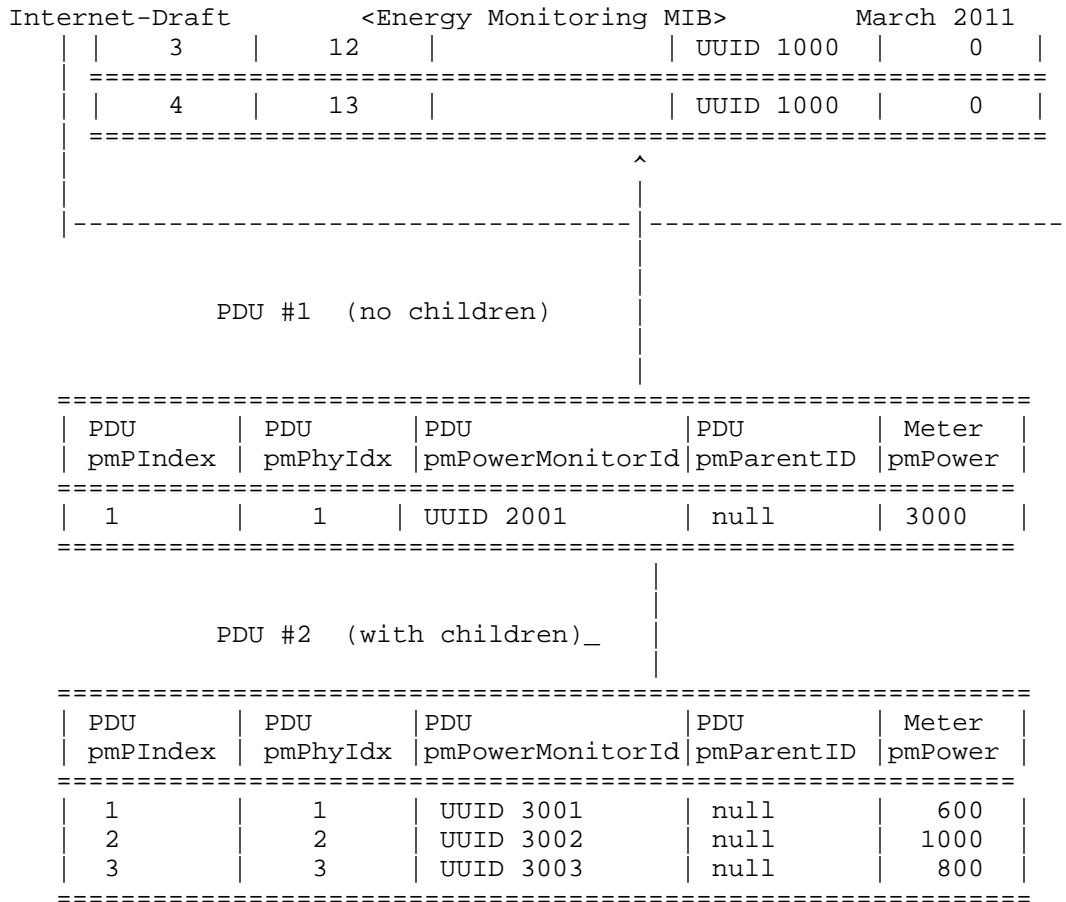 Internet-Draft <Energy Monitoring MIB> March 2011
| | 3 | 12 | | UUID 1000 | 0 |
| ============================================================
| | 4 | 13 | | UUID 1000 | 0 |
| ============================================================
| ^
| |
|-----------------------------------|--------------------------
|
|
PDU #1 (no children) |
|
|
=============================================================
| PDU | PDU |PDU |PDU | Meter |
| pmPIndex | pmPhyIdx |pmPowerMonitorId|pmParentID |pmPower |
============================================================
| 1 | 1 | UUID 2001 | null | 3000 |
============================================================
|
|
PDU #2 (with children)_ |
|
=============================================================
| PDU | PDU |PDU |PDU | Meter |
| pmPIndex | pmPhyIdx |pmPowerMonitorId|pmParentID |pmPower |
============================================================
| 1 | 1 | UUID 3001 | null | 600 |
| 2 | 2 | UUID 3002 | null | 1000 |
| 3 | 3 | UUID 3003 | null | 800 |
=============================================================